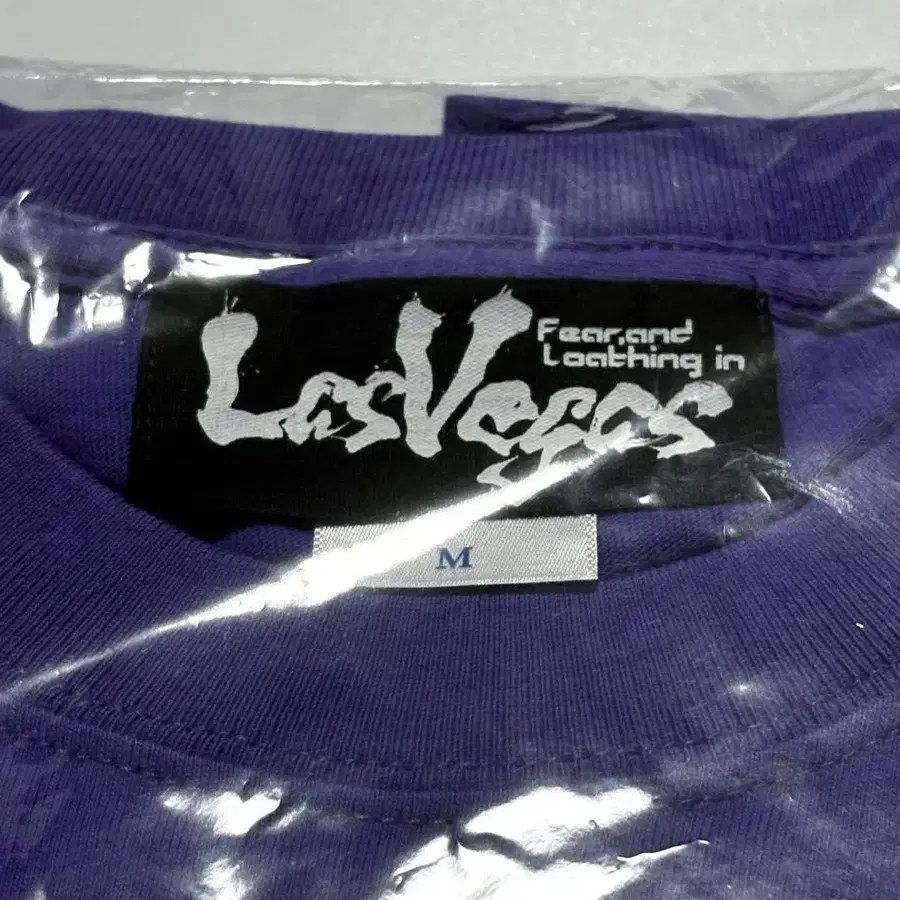 Fear,and
Loathing in
LasVegas
M